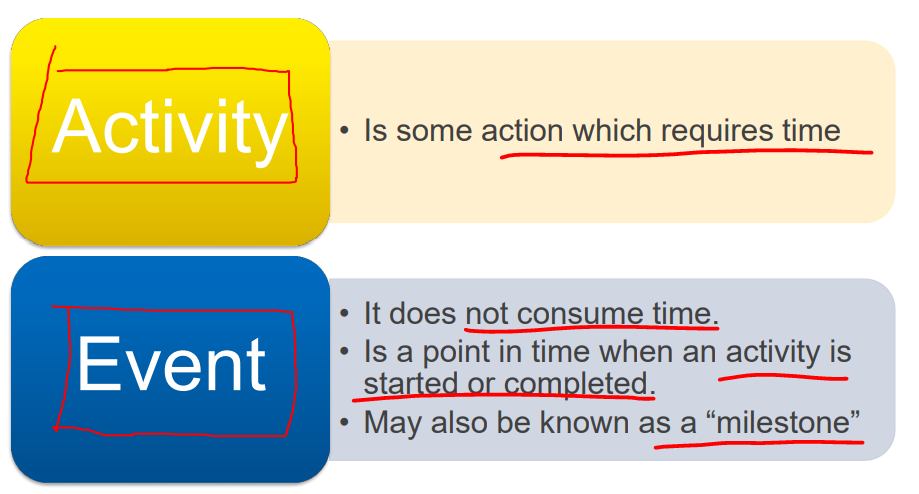 Activity
• Is some action which requires time
Event
• It does not consume time.
• Is a point in time when an activity is
started or completed.
• May also be known as a “milestone”